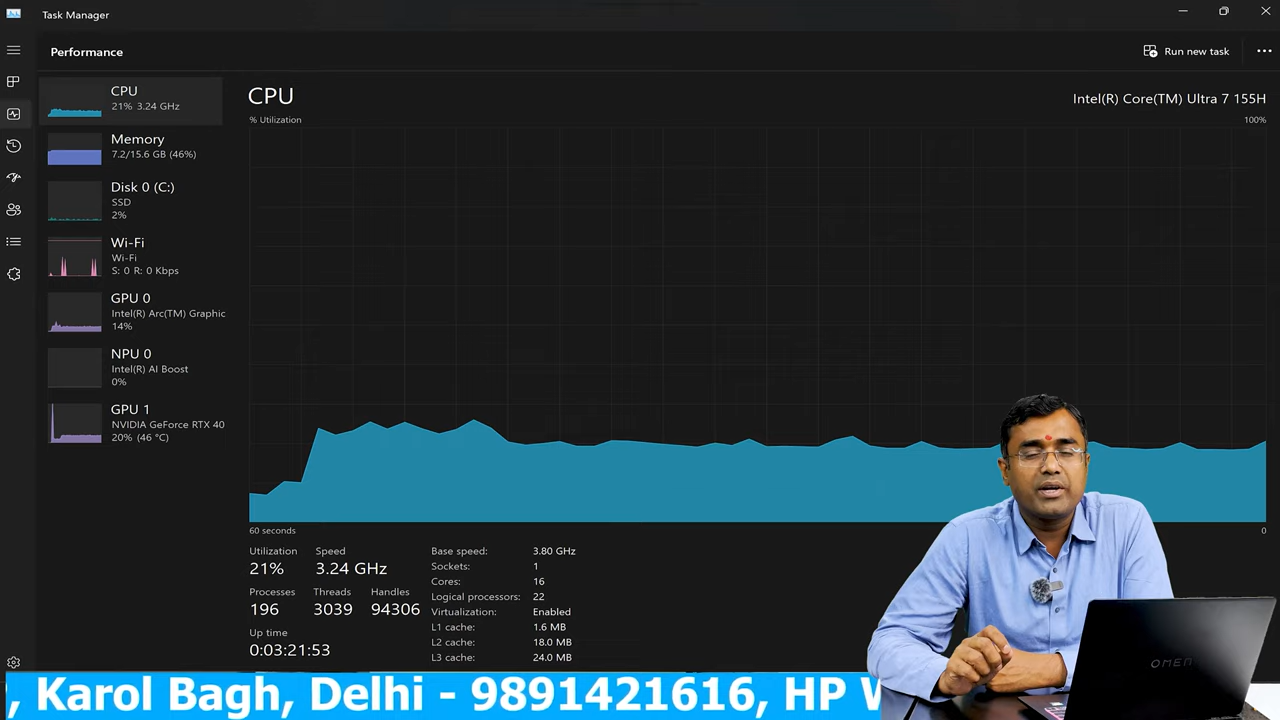 Task Manager
Performance
Run new task
CPU
21% 3.24 GHz
Memory
7.2/15.6 GB (46%)
Disk 0 (C:)
SSD
2%
Wi-Fi
Wi-Fi
S: 0 R: 0 Kbps
GPU 0
Intel(R) Arc(TM) Graphic
14%
NPU 0
Intel(R) AI Boost
0%
GPU 1
NVIDIA GeForce RTX 40
20% (46 °C)
CPU
Intel(R) Core(TM) Ultra 7 155H
% Utilization
100%
60 seconds
0
Utilization
21%
Speed
3.24 GHz
Processes
196
Threads
3039
Handles
94306
Up time
0:03:21:53
Base speed: 3.80 GHz
Sockets: 1
Cores: 16
Logical processors: 22
Virtualization: Enabled
L1 cache: 1.6 MB
L2 cache: 18.0 MB
L3 cache: 24.0 MB
OMEN
, Karol Bagh, Delhi - 9891421616, HP